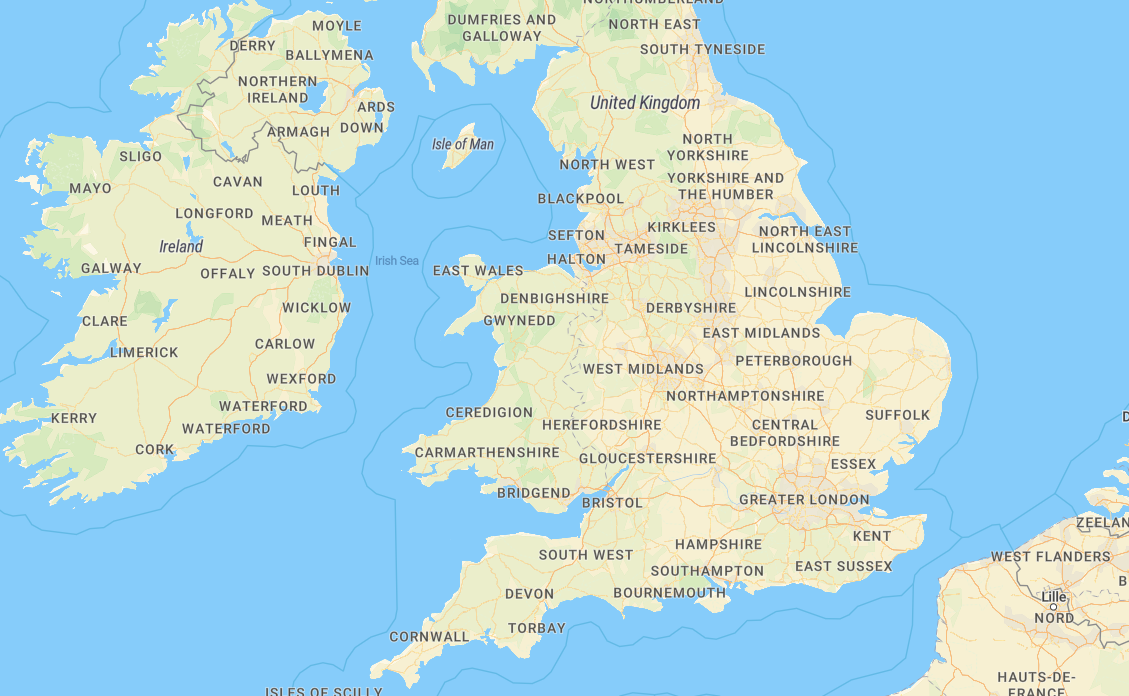 NORTHUMBERLAND
DUMFRIES AND
GALLOWAY
NORTH EAST
MOYLE
DERRY
BALLYMENA
SOUTH TYNESIDE
NORTHERN
IRELAND
United Kingdom
ARDS
DOWN
ARMAGH
Isle of Man
NORTH
YORKSHIRE
SLIGO
NORTH WEST
CAVAN
YORKSHIRE AND
THE HUMBER
MAYO
LOUTH
BLACKPOOL
LONGFORD
MEATH
KIRKLEES
NORTH EAST
LINCOLNSHIRE
SEFTON
TAMESIDE
Ireland
FINGAL
HALTON
Irish Sea
GALWAY
OFFALY
SOUTH DUBLIN
EAST WALES
LINCOLNSHIRE
DENBIGHSHIRE
WICKLOW
DERBYSHIRE
CLARE
GWYNEDD
EAST MIDLANDS
CARLOW
LIMERICK
PETERBOROUGH
WEST MIDLANDS
WEXFORD
NORTHAMPTONSHIRE
WATERFORD
CEREDIGION
SUFFOLK
KERRY
WATERFORD
HEREFORDSHIRE
CENTRAL
BEDFORDSHIRE
CORK
CARMARTHENSHIRE
GLOUCESTERSHIRE
ESSEX
BRIDGEND
BRISTOL
GREATER LONDON
ZEELAN
KENT
HAMPSHIRE
SOUTH WEST
WEST FLANDERS
EAST SUSSEX
SOUTHAMPTON
DEVON
BOURNEMOUTH
Lille
NORD
TORBAY
CORNWALL
HAUTS-DE-
FRANCE
ISLES OF SCILLY